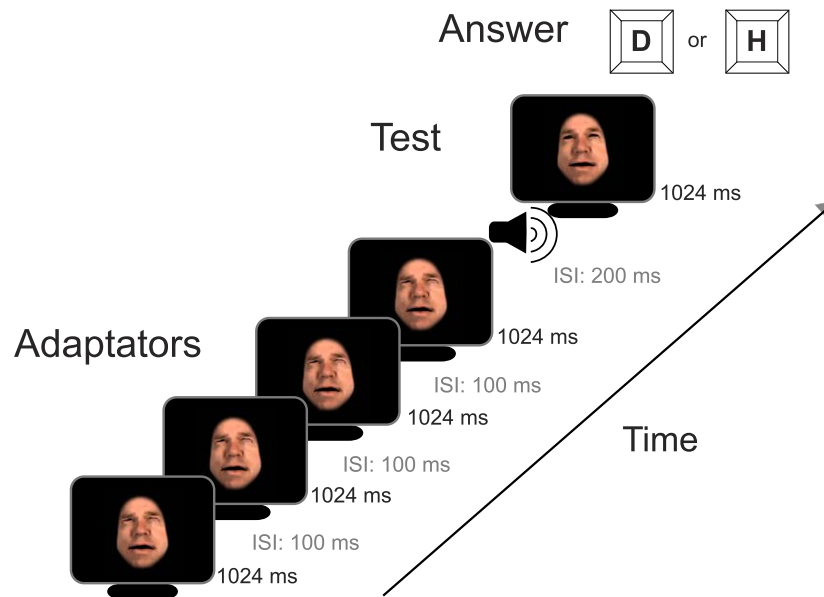 Answer D or H
Test
1024 ms
ISI: 200 ms
1024 ms
Adaptators
ISI: 100 ms
1024 ms
Time
ISI: 100 ms
1024 ms
ISI: 100 ms
1024 ms